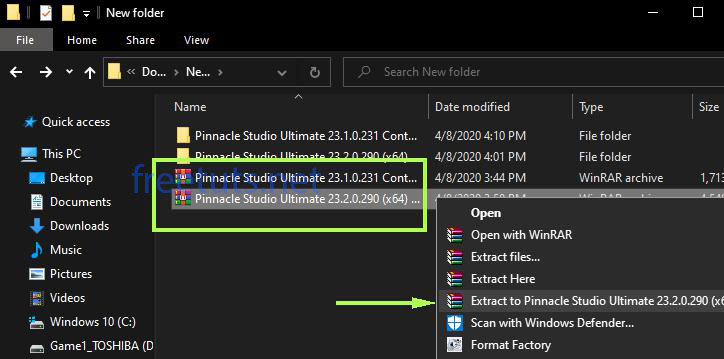 New folder
File
Home
Share
View
Do...
Ne...
Search New folder
Name
Date modified
Type
Size
Quick access
This PC
Desktop
Documents
Downloads
Music
Pictures
Videos
Windows 10 (C:)
Game1_TOSHIBA (D
Pinnacle Studio Ultimate 23.1.0.231 Cont... 4/8/2020 4:10 PM File folder
Pinnacle Studio Ultimate 23.2.0.290 (x64) 4/8/2020 4:01 PM File folder
Pinnacle Studio Ultimate 23.1.0.231 Cont... 4/8/2020 3:44 PM WinRAR archive 1,713
Pinnacle Studio Ultimate 23.2.0.290 (x64) ...
freetuts.net
Open
Open with WinRAR
Extract files...
Extract Here
Extract to Pinnacle Studio Ultimate 23.2.0.290 (x6
Scan with Windows Defender...
Format Factory